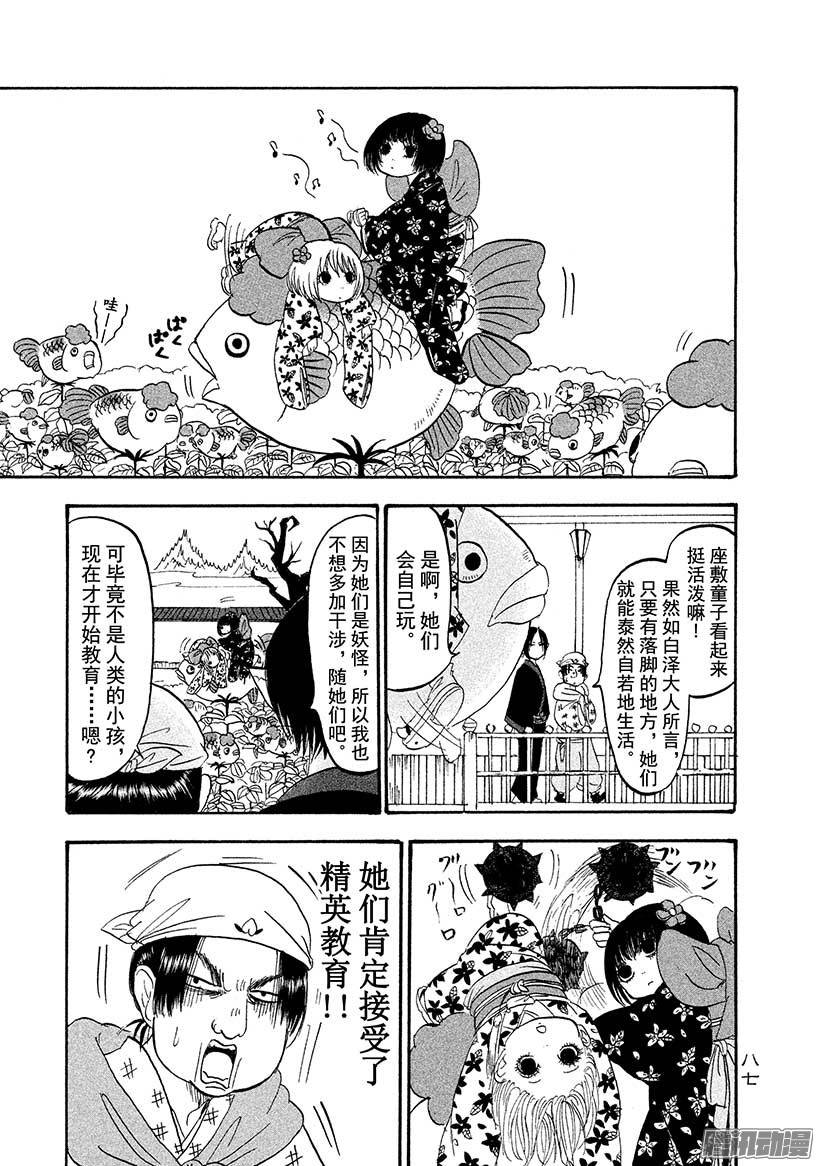 哇
ぱく
ぱく
座敷童子看起来
挺活泼嘛！
果然如白泽大人所言，
只要有落脚的地方，她们
就能泰然自若地生活。
是啊，她们
会自己玩。
因为她们是妖怪，所以我也
不想多加干涉，随她们吧。
可毕竟不是人类的小孩，
现在才开始教育……嗯？
ブンブン
グ〜ル〜
她们肯定接受了
精英教育!!
八七
腾讯动漫